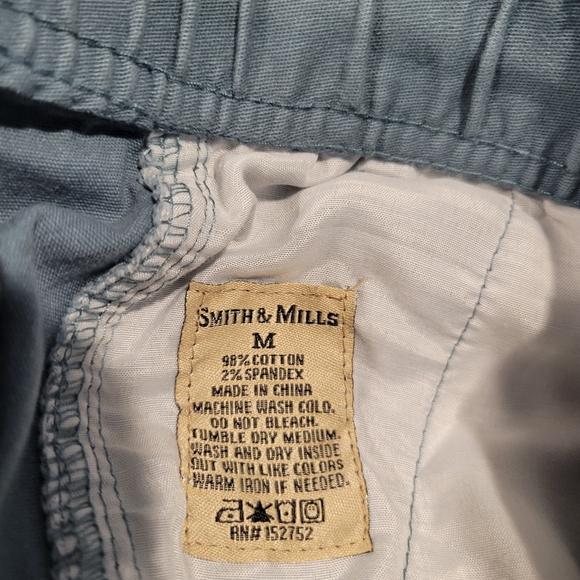 SMITH & MILLS
M
98% COTTON
2% SPANDEX
MADE IN CHINA
MACHINE WASH COLD.
DO NOT BLEACH.
TUMBLE DRY MEDIUM.
WASH AND DRY INSIDE
OUT WITH LIKE COLORS
WARM IRON IF NEEDED.
RN# 152752